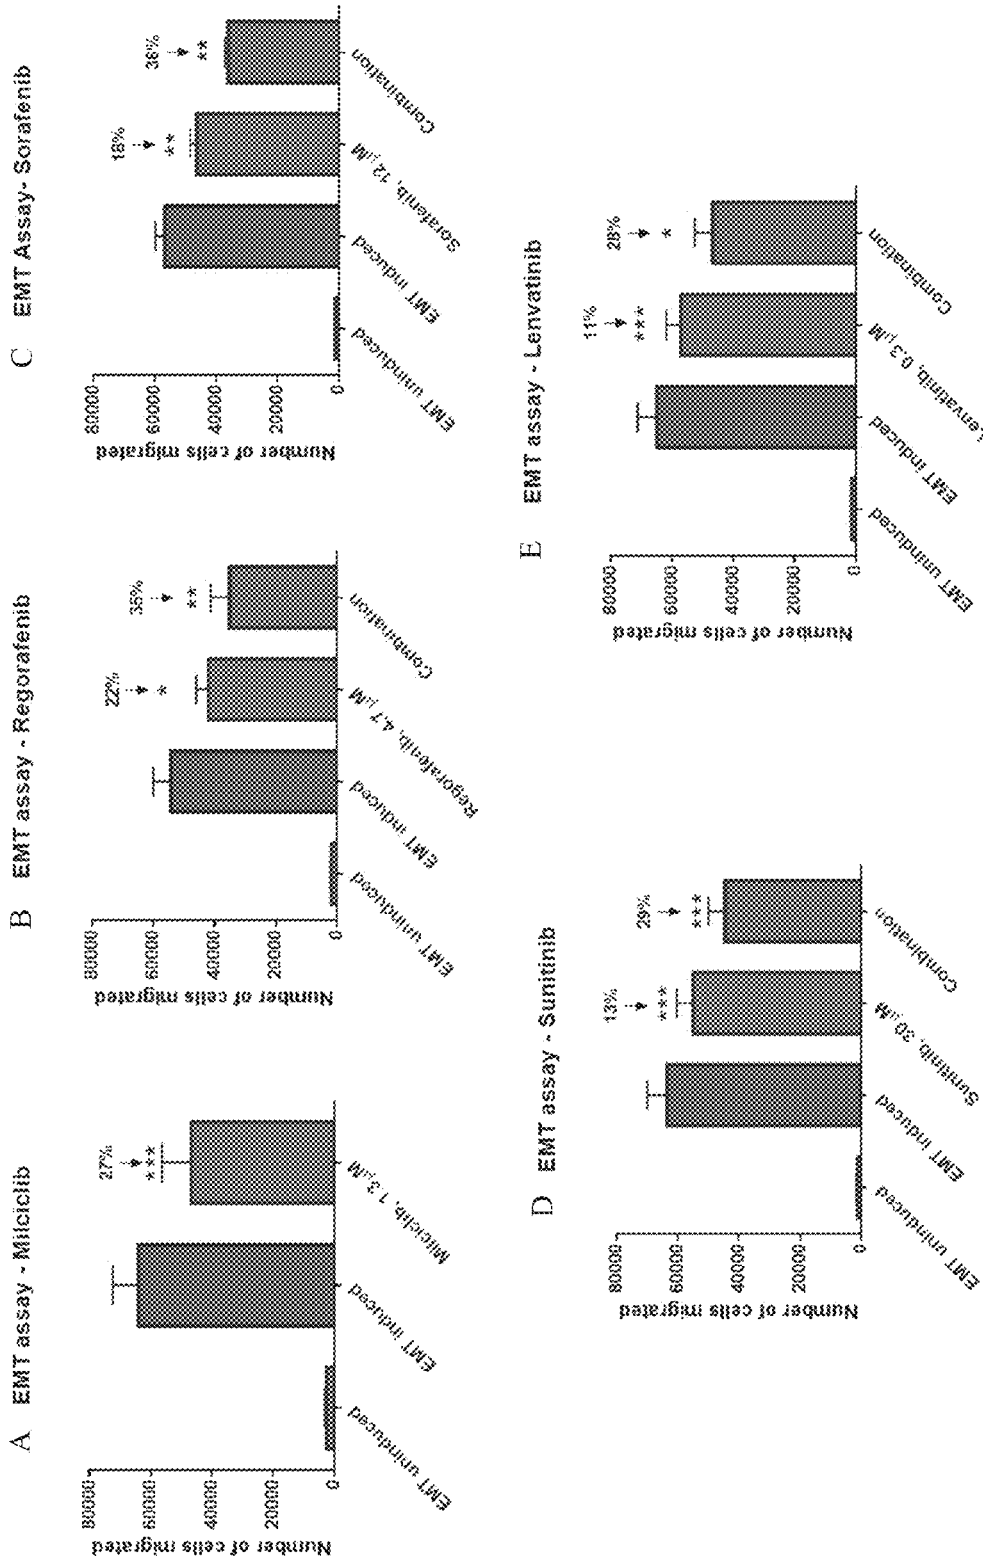 A EMT assay - Milciclib
Number of cells migrated
80000
60000
40000
20000
0
27%
***
EMT uninduced
EMT induced
Milciclib, 1.3 µM
B EMT assay - Regorafenib
Number of cells migrated
80000
60000
40000
20000
0
22%
*
35%
**
EMT uninduced
EMT induced
Regorafenib, 4.7 µM
Combination
C EMT Assay- Sorafenib
Number of cells migrated
80000
60000
40000
20000
0
18%
**
36%
**
EMT uninduced
EMT induced
Sorafenib, 12 µM
Combination
D EMT assay - Sunitinib
Number of cells migrated
80000
60000
40000
20000
0
13%
***
29%
***
EMT uninduced
EMT induced
Sunitinib, 30 µM
Combination
E EMT assay - Lenvatinib
Number of cells migrated
80000
60000
40000
20000
0
11%
***
28%
*
EMT uninduced
EMT induced
Lenvatinib, 0.3 µM
Combination